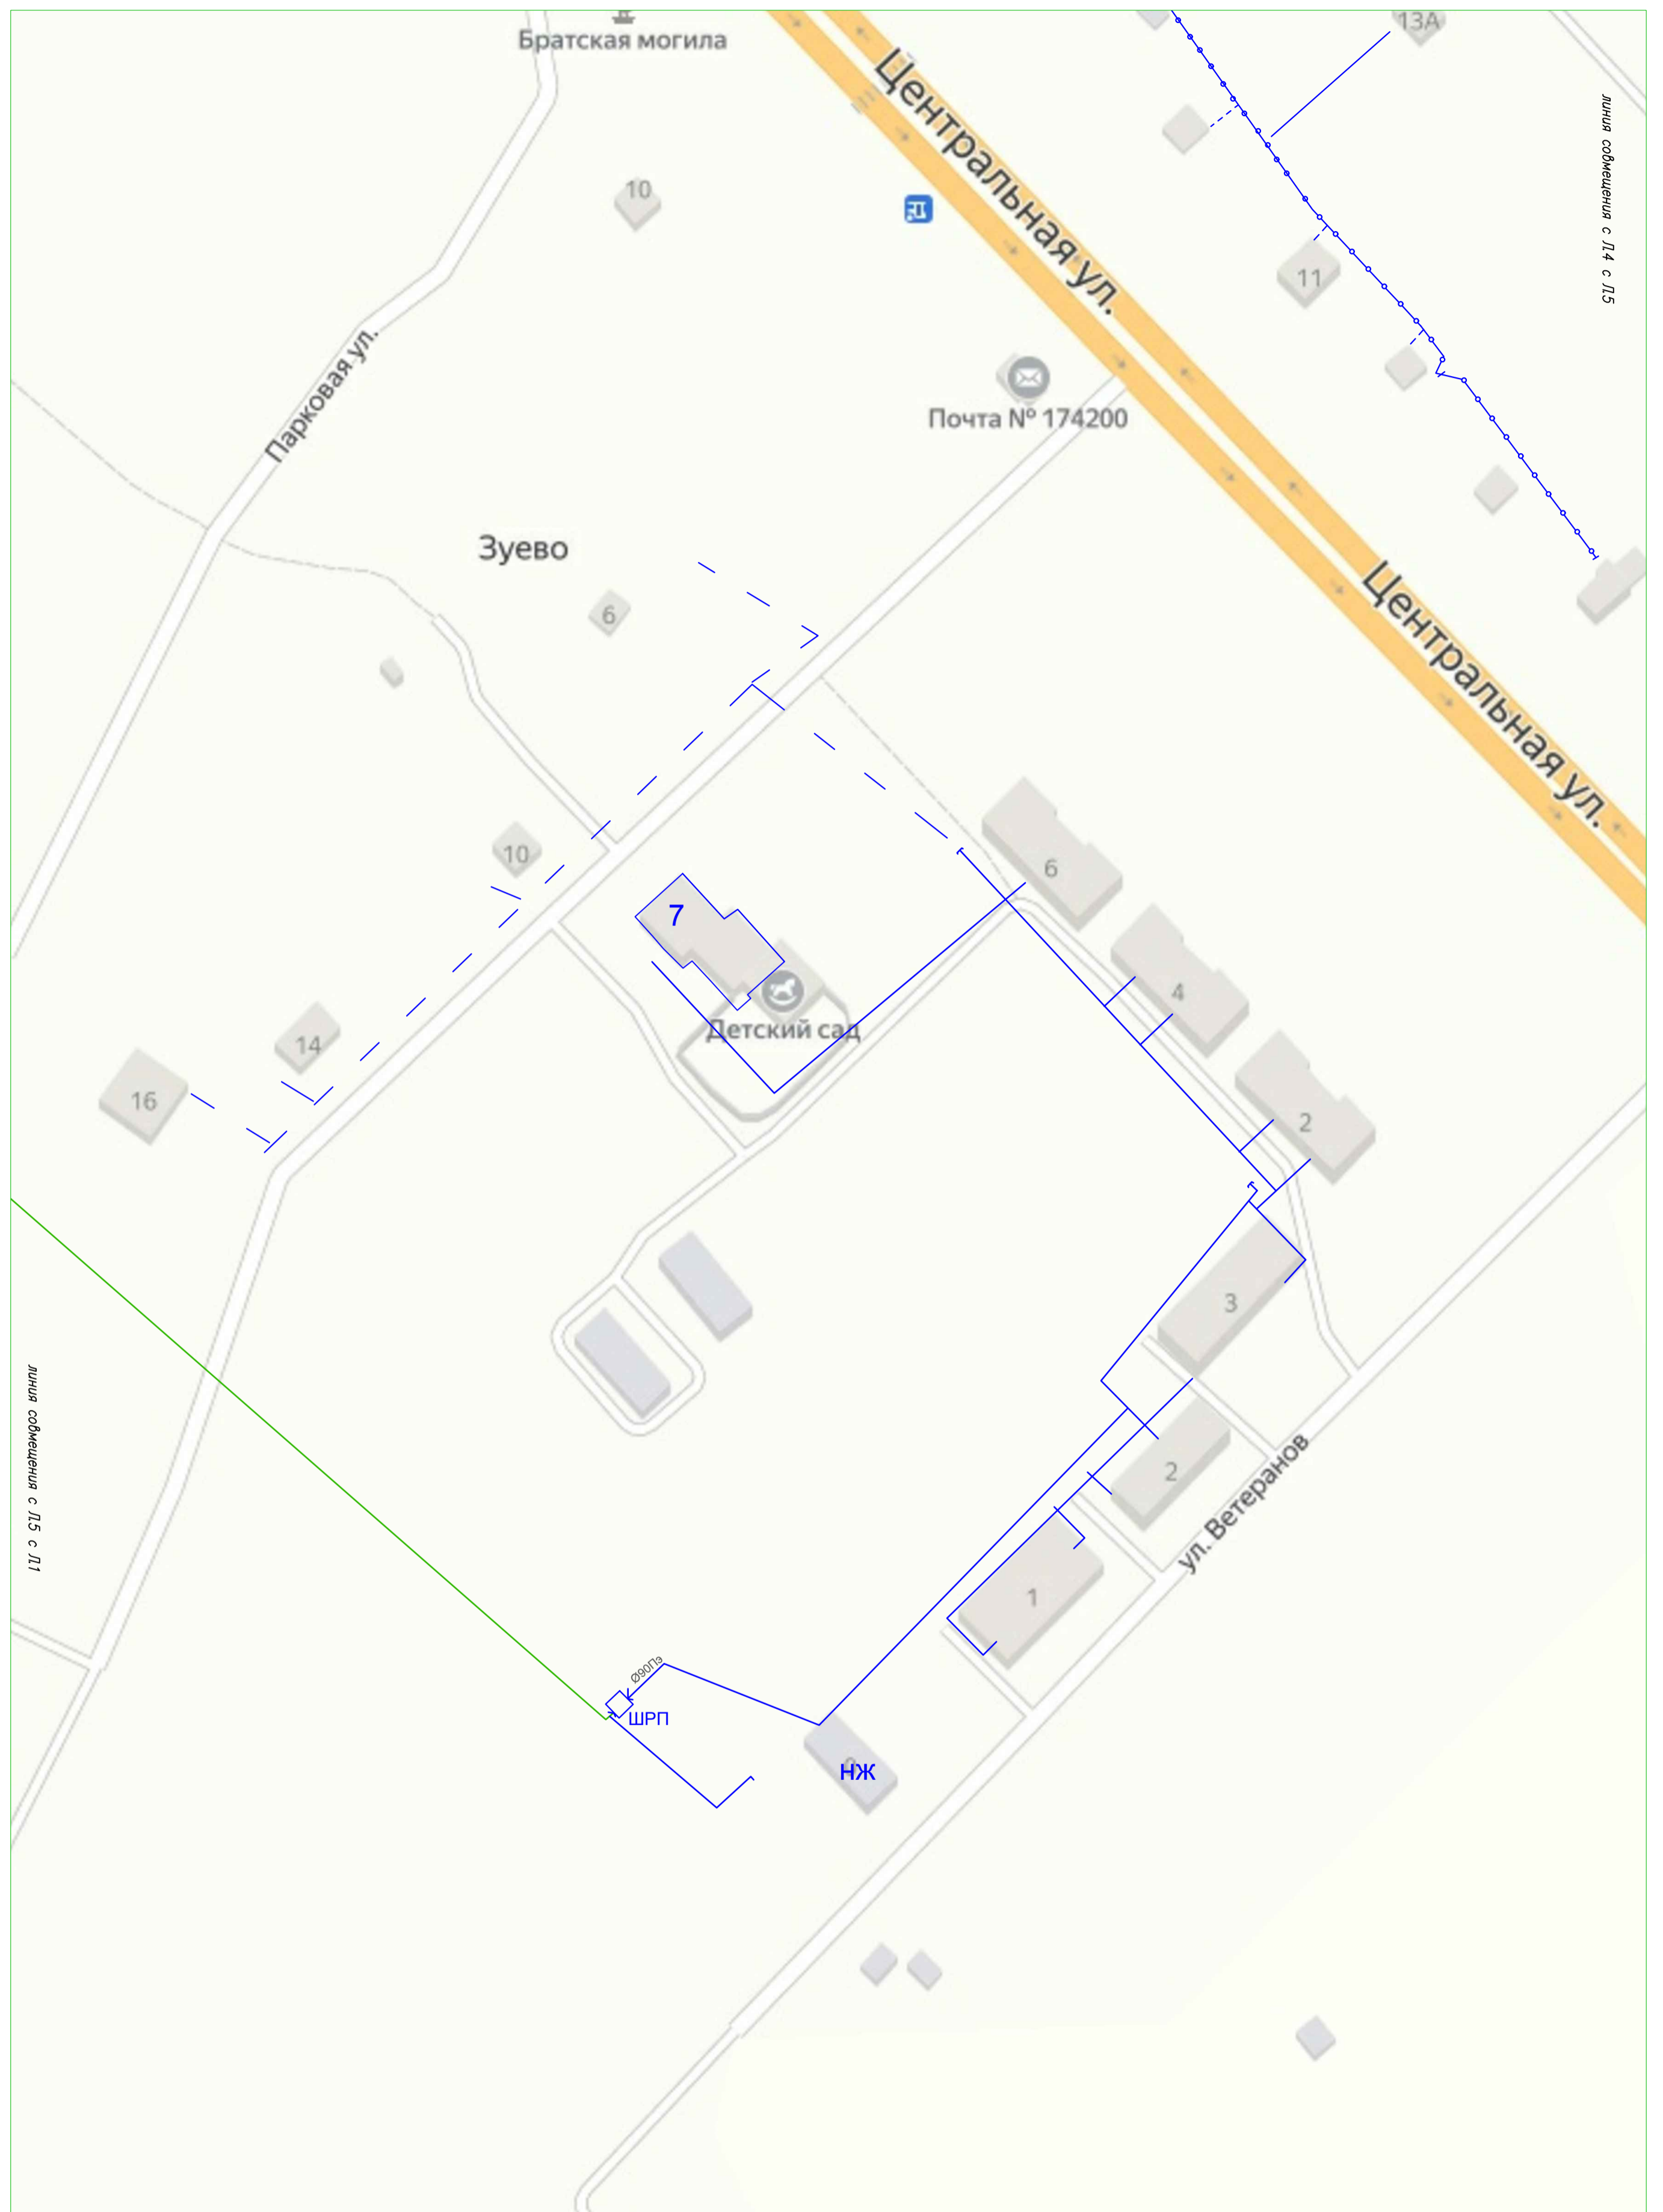 Братская могила
13А
Центральная ул.
линия совмещения с Л4 с Л5
10
11
Парковая ул.
Почта № 174200
Зуево
6
Центральная ул.
10
6
7
4
Детский сад
14
16
2
3
линия совмещения с Л5 с Л1
2
ул. Ветеранов
1
Ø90Пэ
ШРП
НЖ